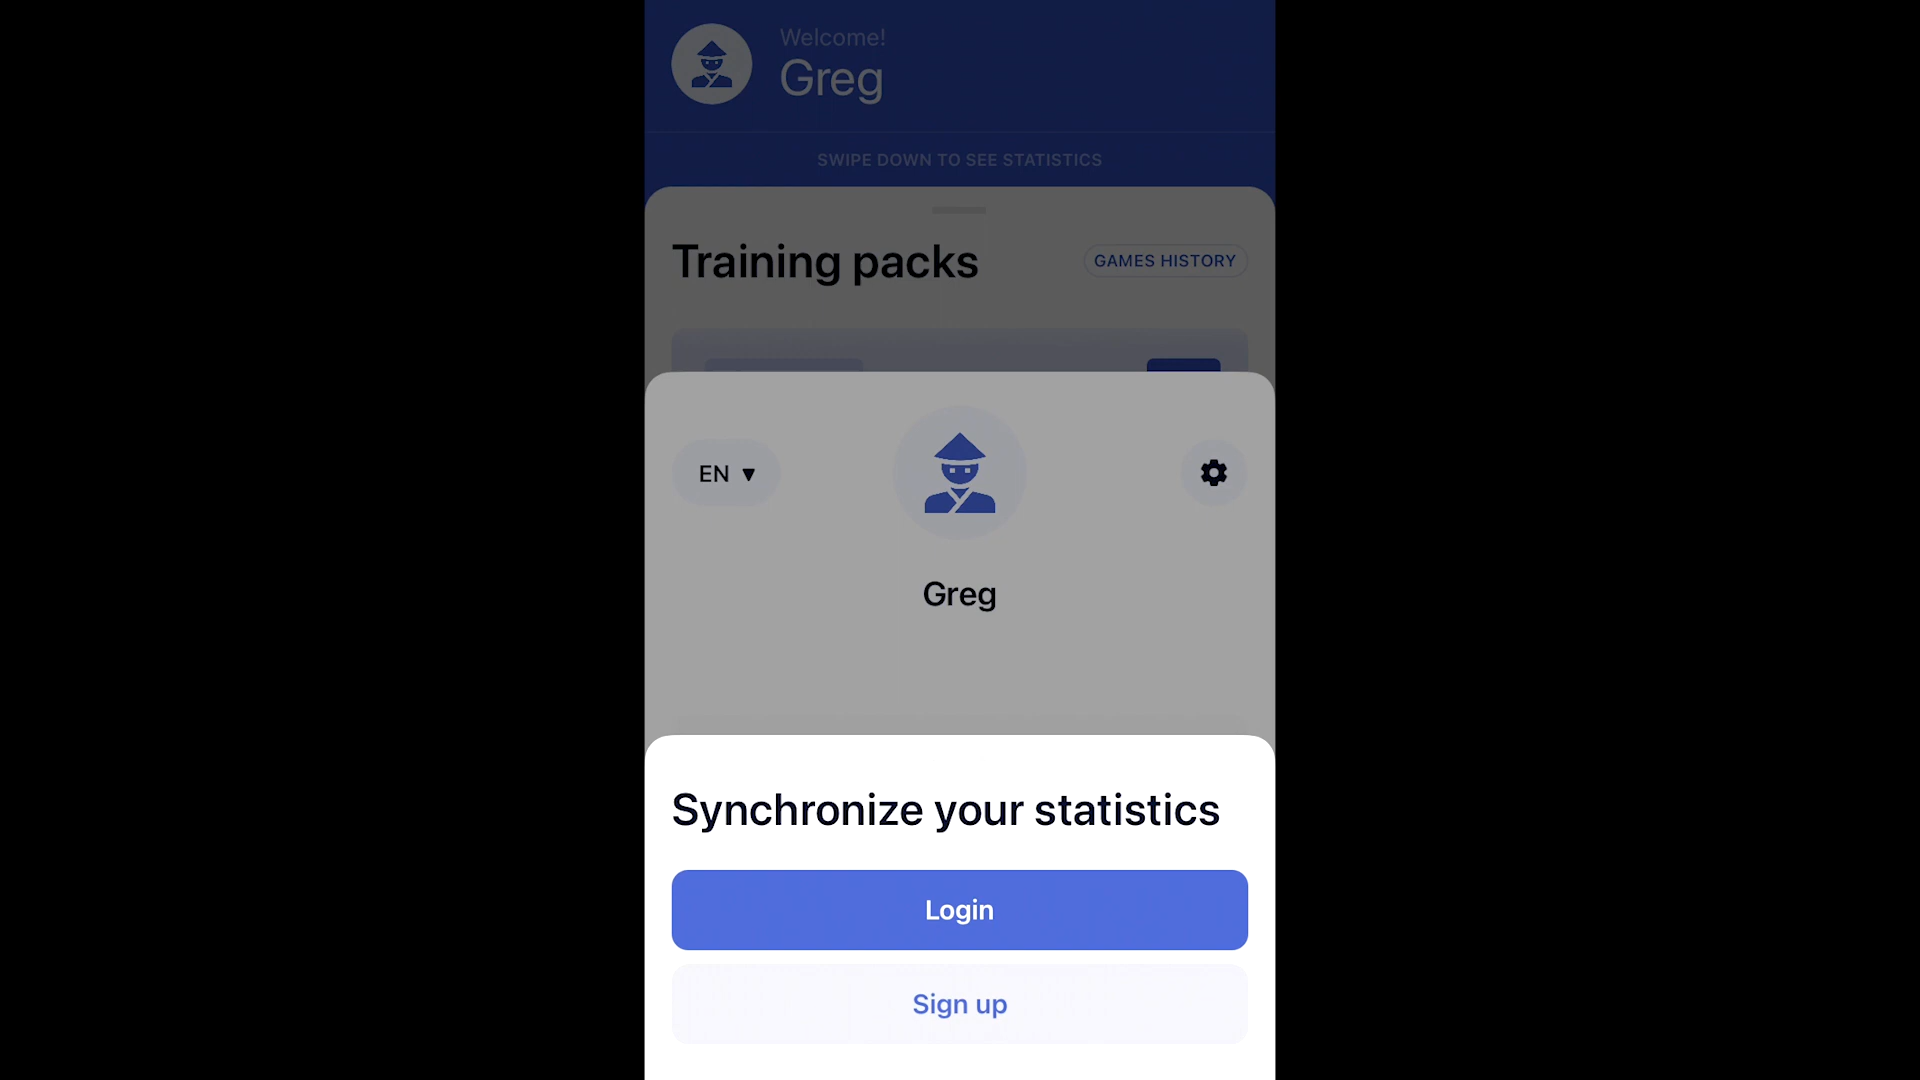 Welcome!
Greg
SWIPE DOWN TO SEE STATISTICS
Training packs
GAMES HISTORY
EN ▼
Greg
Synchronize your statistics
Login
Sign up